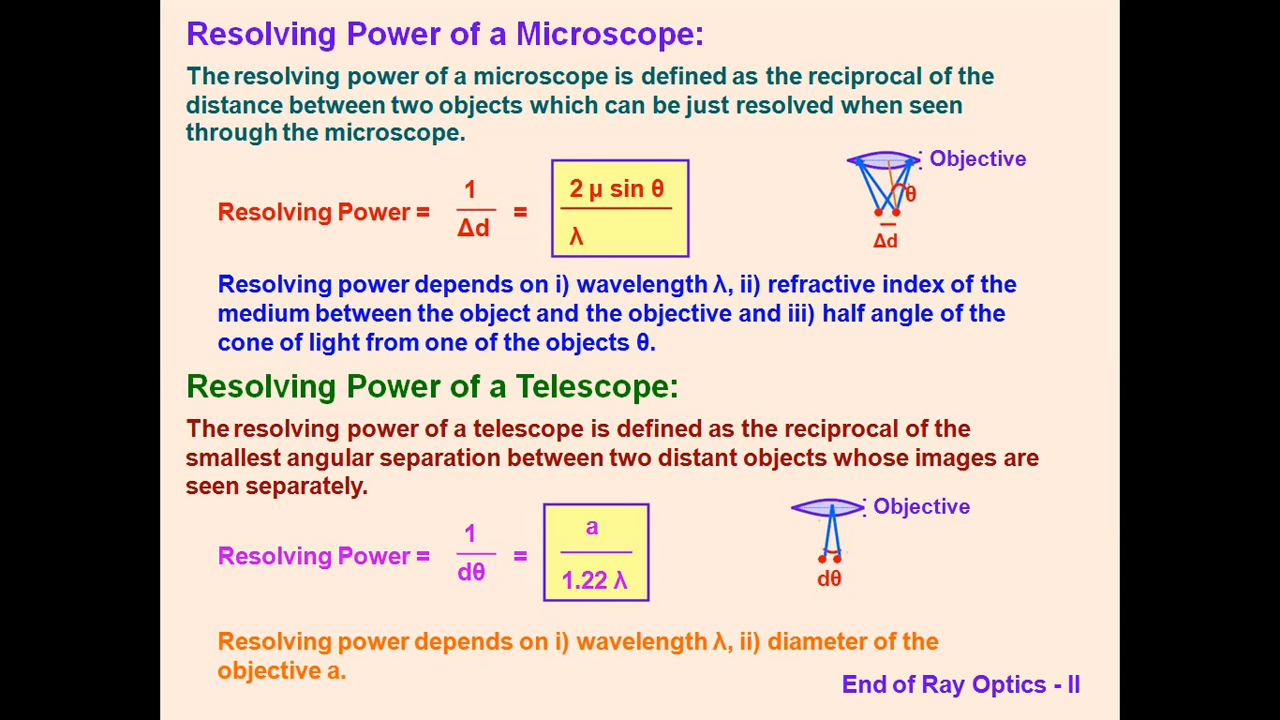 Resolving Power of a Microscope:
The resolving power of a microscope is defined as the reciprocal of the
distance between two objects which can be just resolved when seen
through the microscope.
Objective
Resolving Power = 1 / Δd = 2 μ sin θ / λ
θ
Δd
Resolving power depends on i) wavelength λ, ii) refractive index of the
medium between the object and the objective and iii) half angle of the
cone of light from one of the objects θ.
Resolving Power of a Telescope:
The resolving power of a telescope is defined as the reciprocal of the
smallest angular separation between two distant objects whose images are
seen separately.
Objective
Resolving Power = 1 / dθ = a / 1.22 λ
dθ
Resolving power depends on i) wavelength λ, ii) diameter of the
objective a.
End of Ray Optics - II